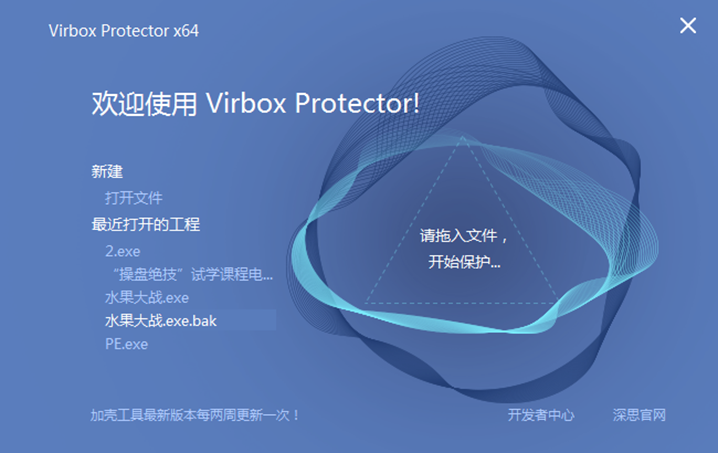 Virbox Protector x64
欢迎使用 Virbox Protector!
新建
打开文件
最近打开的工程
2.exe
“操盘绝技”试学课程电...
水果大战.exe
水果大战.exe.bak
PE.exe
请拖入文件，
开始保护...
加壳工具最新版本每两周更新一次！
开发者中心
深思官网